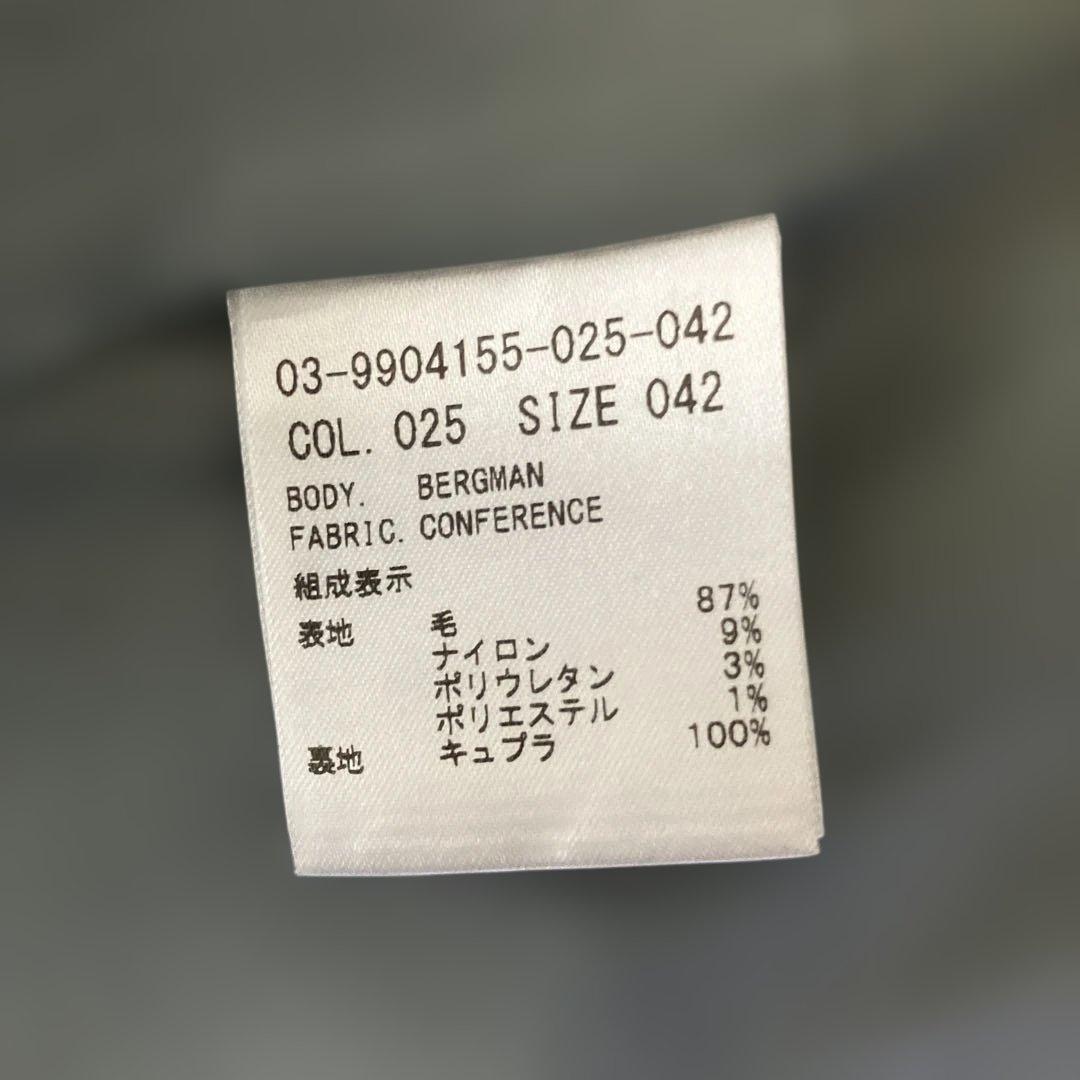 03-9904155-025-042
COL. 025 SIZE 042
BODY. BERGMAN
FABRIC. CONFERENCE
組成表示
表地 毛 87%
ナイロン 9%
ポリウレタン 3%
ポリエステル 1%
裏地 キュプラ 100%